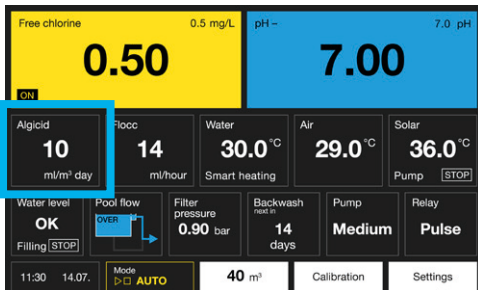 Free chlorine 0.5 mg/L pH – 7.0 pH
0.50 7.00
ON
Algicid Flocc Water Air Solar
10 14 30.0 °C 29.0 °C 36.0 °C
ml/m³ day ml/hour Smart heating Pump STOP
Water level Pool flow Filter pressure Backwash next in Pump Relay
OK OVER 0.90 bar 14 days Medium Pulse
Filling STOP
11:30 14.07. Mode AUTO 40 m³ Calibration Settings